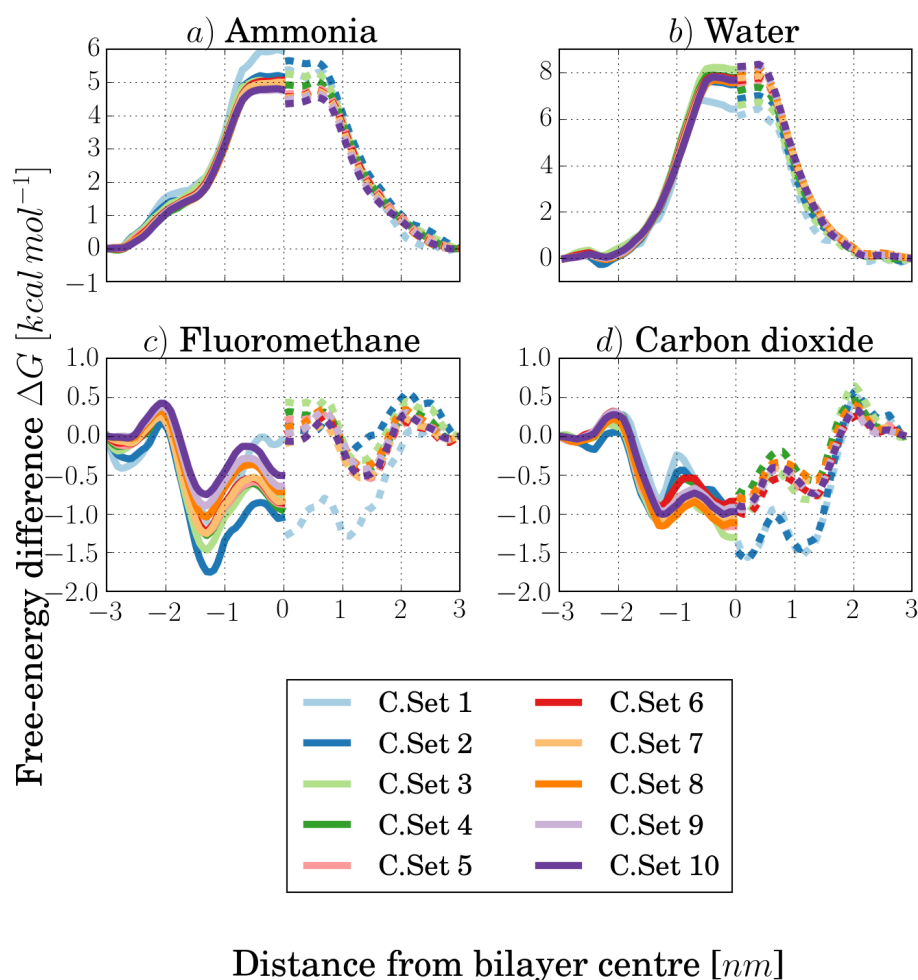 a) Ammonia
b) Water
6
5
4
3
2
1
0
−1
8
6
4
2
0
c) Fluoromethane
d) Carbon dioxide
1.0
0.5
0.0
−0.5
−1.0
−1.5
−2.0
−3 −2 −1 0 1 2 3
1.0
0.5
0.0
−0.5
−1.0
−1.5
−2.0
−3 −2 −1 0 1 2 3
Free-energy difference ΔG [kcal mol⁻¹]
C.Set 1
C.Set 2
C.Set 3
C.Set 4
C.Set 5
C.Set 6
C.Set 7
C.Set 8
C.Set 9
C.Set 10
Distance from bilayer centre [nm]